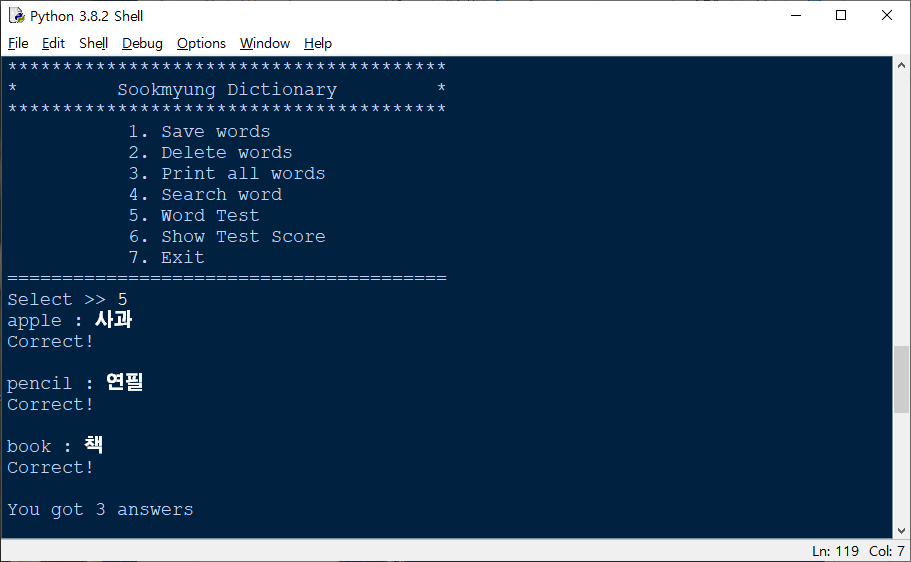 Python 3.8.2 Shell
File Edit Shell Debug Options Window Help
****************************************
* Sookmyung Dictionary *
****************************************
1. Save words
2. Delete words
3. Print all words
4. Search word
5. Word Test
6. Show Test Score
7. Exit
========================================
Select >> 5
apple : 사과
Correct!
pencil : 연필
Correct!
book : 책
Correct!
You got 3 answers
Ln: 119 Col: 7